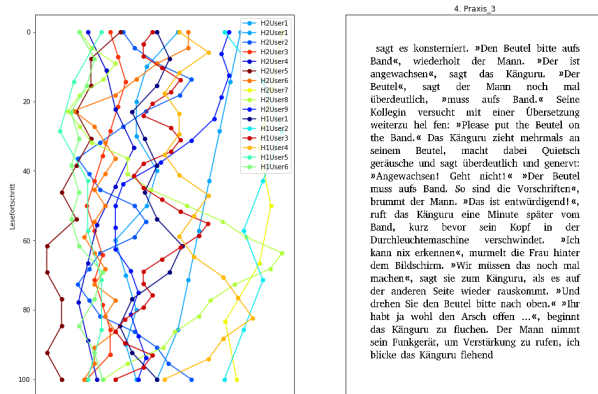 4. Praxis_3
H2User1
H2User2
H2User3
H2User4
H2User5
H2User6
H2User7
H2User8
H2User9
H1User1
H1User2
H1User3
H1User4
H1User5
H1User6
0
20
40
60
80
100
Lesefortschritt
sagt es konsterniert. »Den Beutel bitte aufs
Band«, wiederholt der Mann. »Der ist
angewachsen«, sagt das Känguru. »Der
Beutel«, sagt der Mann noch mal
überdeutlich, »muss aufs Band.« Seine
Kollegin versucht mit einer Übersetzung
weiterzu hel fen: »Please put the Beutel on
the Band.« Das Känguru zieht mehrmals an
seinem Beutel, macht dabei Quietsch
geräusche und sagt überdeutlich und genervt:
»Angewachsen! Geht nicht!« »Der Beutel
muss aufs Band. So sind die Vorschriften«,
brummt der Mann. »Das ist entwürdigend!«,
ruft das Känguru eine Minute später vom
Band, kurz bevor sein Kopf in der
Durchleuchtemaschine verschwindet. »Ich
kann nix erkennen«, murmelt die Frau hinter
dem Bildschirm. »Wir müssen das noch mal
machen«, sagt sie zum Känguru, als es auf
der anderen Seite wieder rauskommt. »Und
drehen Sie den Beutel bitte nach oben.« »Ihr
habt ja wohl den Arsch offen ...«, beginnt
das Känguru zu fluchen. Der Mann nimmt
sein Funkgerät, um Verstärkung zu rufen, ich
blicke das Känguru flehend